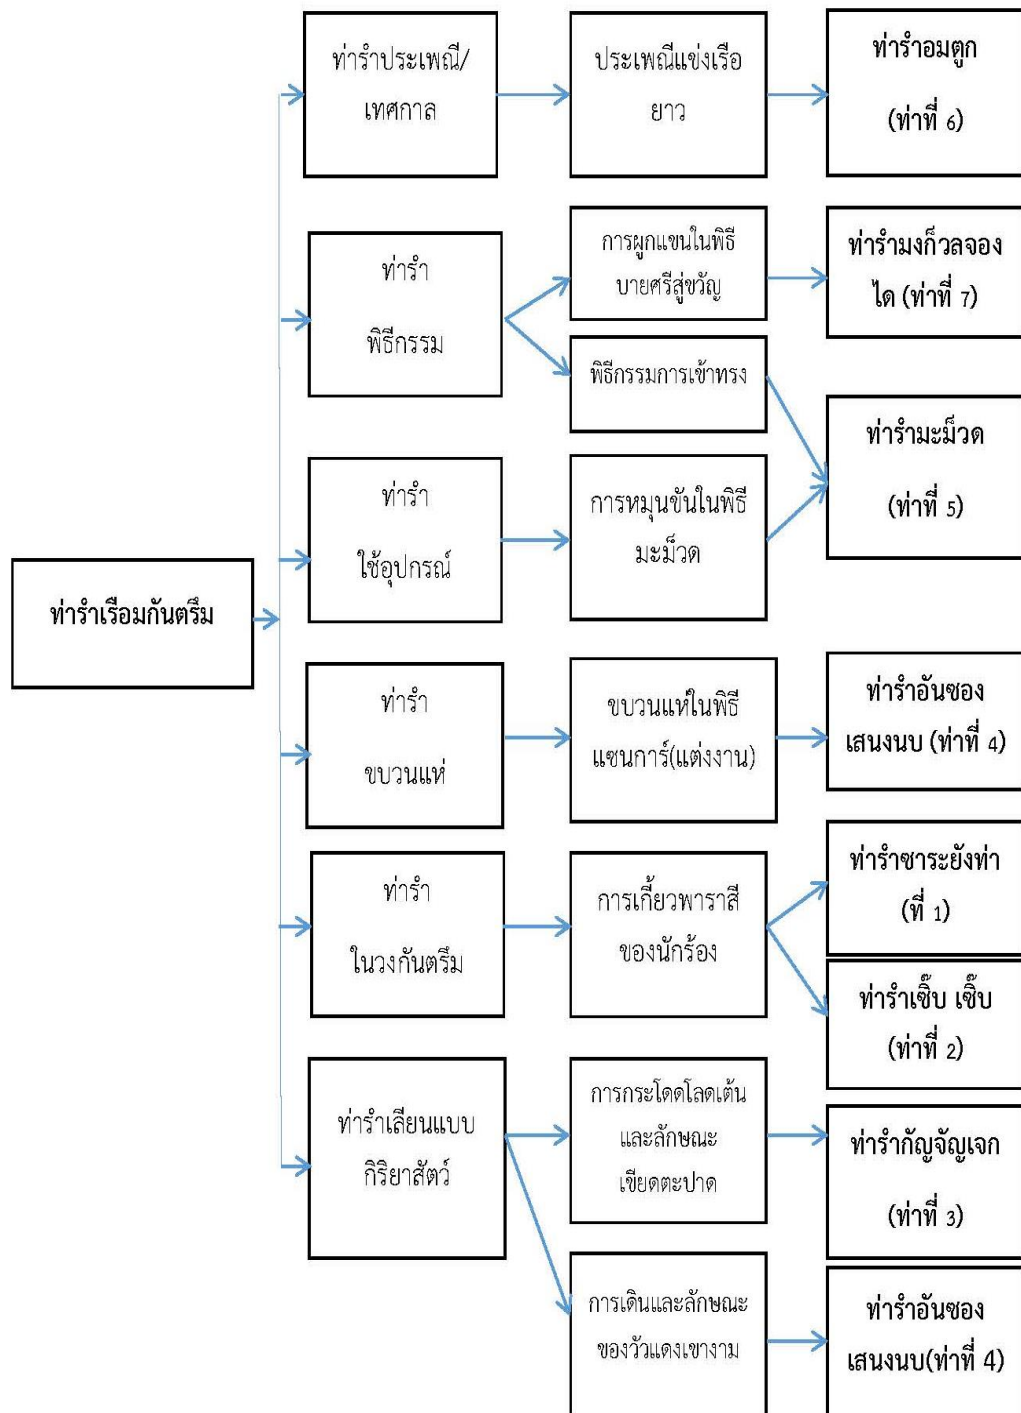 ท่ารำเรือมกันตรึม
ท่ารำประเพณี/
เทศกาล
ประเพณีแข่งเรือ
ยาว
ท่ารำอมตูก
(ท่าที่ 6)
ท่ารำ
พิธีกรรม
การผูกแขนในพิธี
บายศรีสู่ขวัญ
ท่ารำมงก็วลจอง
ได (ท่าที่ 7)
พิธีกรรมการเข้าทรง
ท่ารำมะม็วด
(ท่าที่ 5)
ท่ารำ
ใช้อุปกรณ์
การหมุนขันในพิธี
มะม็วด
ท่ารำ
ขบวนแห่
ขบวนแห่ในพิธี
แซนการ์(แต่งงาน)
ท่ารำอันซอง
เสนงนบ (ท่าที่ 4)
ท่ารำ
ในวงกันตรึม
การเกี้ยวพาราสี
ของนักร้อง
ท่ารำซาระยังท่า
(ที่ 1)
ท่ารำเซิ๊บ เซิ๊บ
(ท่าที่ 2)
ท่ารำเลียนแบบ
กิริยาสัตว์
การกระโดดโลดเต้น
และลักษณะ
เขียดตะปาด
ท่ารำกัญจัญเจก
(ท่าที่ 3)
การเดินและลักษณะ
ของวัวแดงเขางาม
ท่ารำอันซอง
เสนงนบ(ท่าที่ 4)